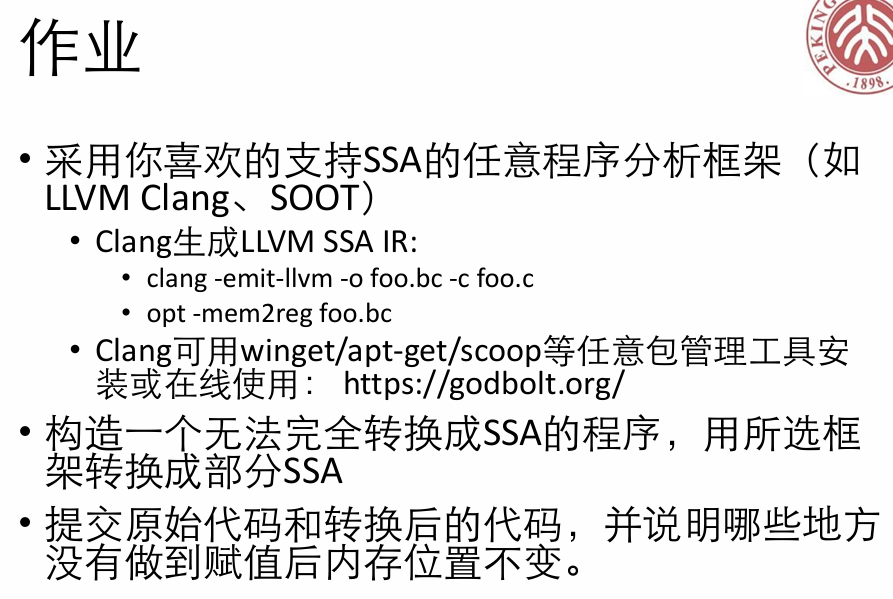 作业
PEKING
·1898·
• 采用你喜欢的支持SSA的任意程序分析框架（如
LLVM Clang、SOOT）
• Clang生成LLVM SSA IR:
• clang -emit-llvm -o foo.bc -c foo.c
• opt -mem2reg foo.bc
• Clang可用winget/apt-get/scoop等任意包管理工具安
装或在线使用： https://godbolt.org/
• 构造一个无法完全转换成SSA的程序，用所选框
架转换成部分SSA
• 提交原始代码和转换后的代码，并说明哪些地方
没有做到赋值后内存位置不变。